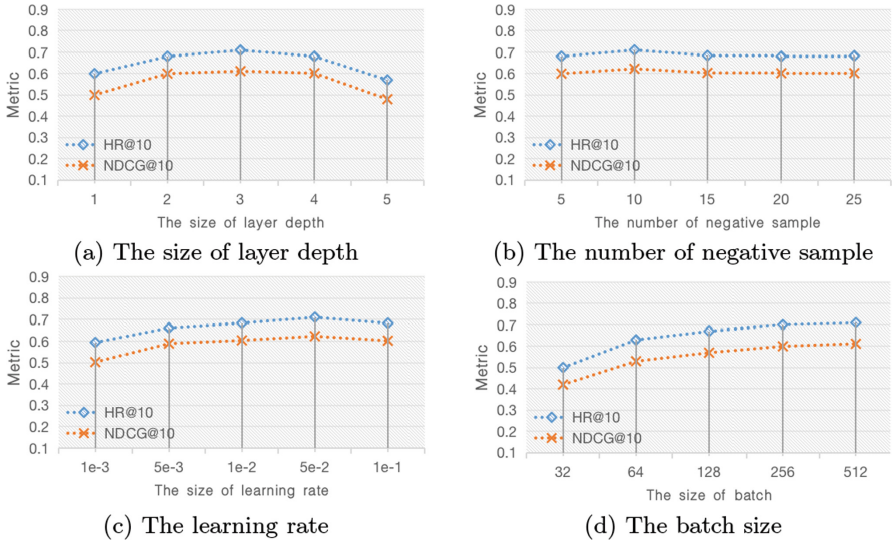 0.9
0.8
0.7
0.6
0.5
0.4
0.3
0.2
0.1
Metric
HR@10
NDCG@10
1 2 3 4 5
The size of layer depth
(a) The size of layer depth
0.9
0.8
0.7
0.6
0.5
0.4
0.3
0.2
0.1
Metric
HR@10
NDCG@10
5 10 15 20 25
The number of negative sample
(b) The number of negative sample
0.9
0.8
0.7
0.6
0.5
0.4
0.3
0.2
0.1
Metric
HR@10
NDCG@10
1e-3 5e-3 1e-2 5e-2 1e-1
The size of learning rate
(c) The learning rate
0.9
0.8
0.7
0.6
0.5
0.4
0.3
0.2
0.1
Metric
HR@10
NDCG@10
32 64 128 256 512
The size of batch
(d) The batch size